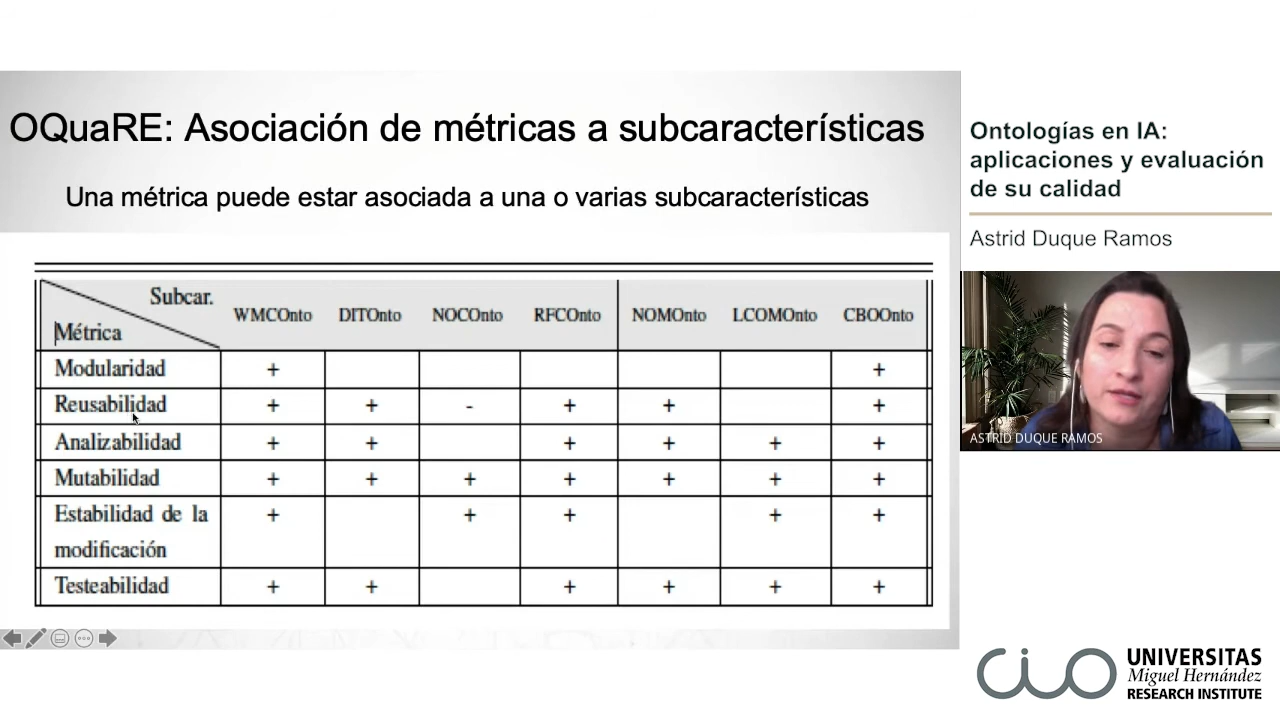 OQuaRE: Asociación de métricas a subcaracterísticas
Una métrica puede estar asociada a una o varias subcaracterísticas
Subcar.
Métrica
WMCOnto DITOnto NOCOnto RFCOnto NOMOnto LCOMOnto CBOOnto
Modularidad + +
Reusabilidad + + - + + +
Analizabilidad + + + + + +
Mutabilidad + + + + + + +
Estabilidad de la + + + + +
modificación
Testeabilidad + + + + + +
Ontologías en IA:
aplicaciones y evaluación
de su calidad
Astrid Duque Ramos
ASTRID DUQUE RAMOS
cio
UNIVERSITAS
Miguel Hernández
RESEARCH INSTITUTE